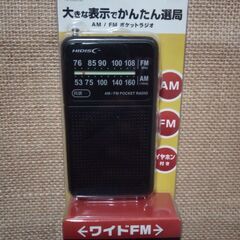 大きな表示でかんたん選局
AM / FM ポケットラジオ
HIDISC
76 85 90 100 108 FM
53 75 100 140 160 AM
AM・FM POCKET RADIO
AM
FM
イヤホン
付き
←ワイドFM→